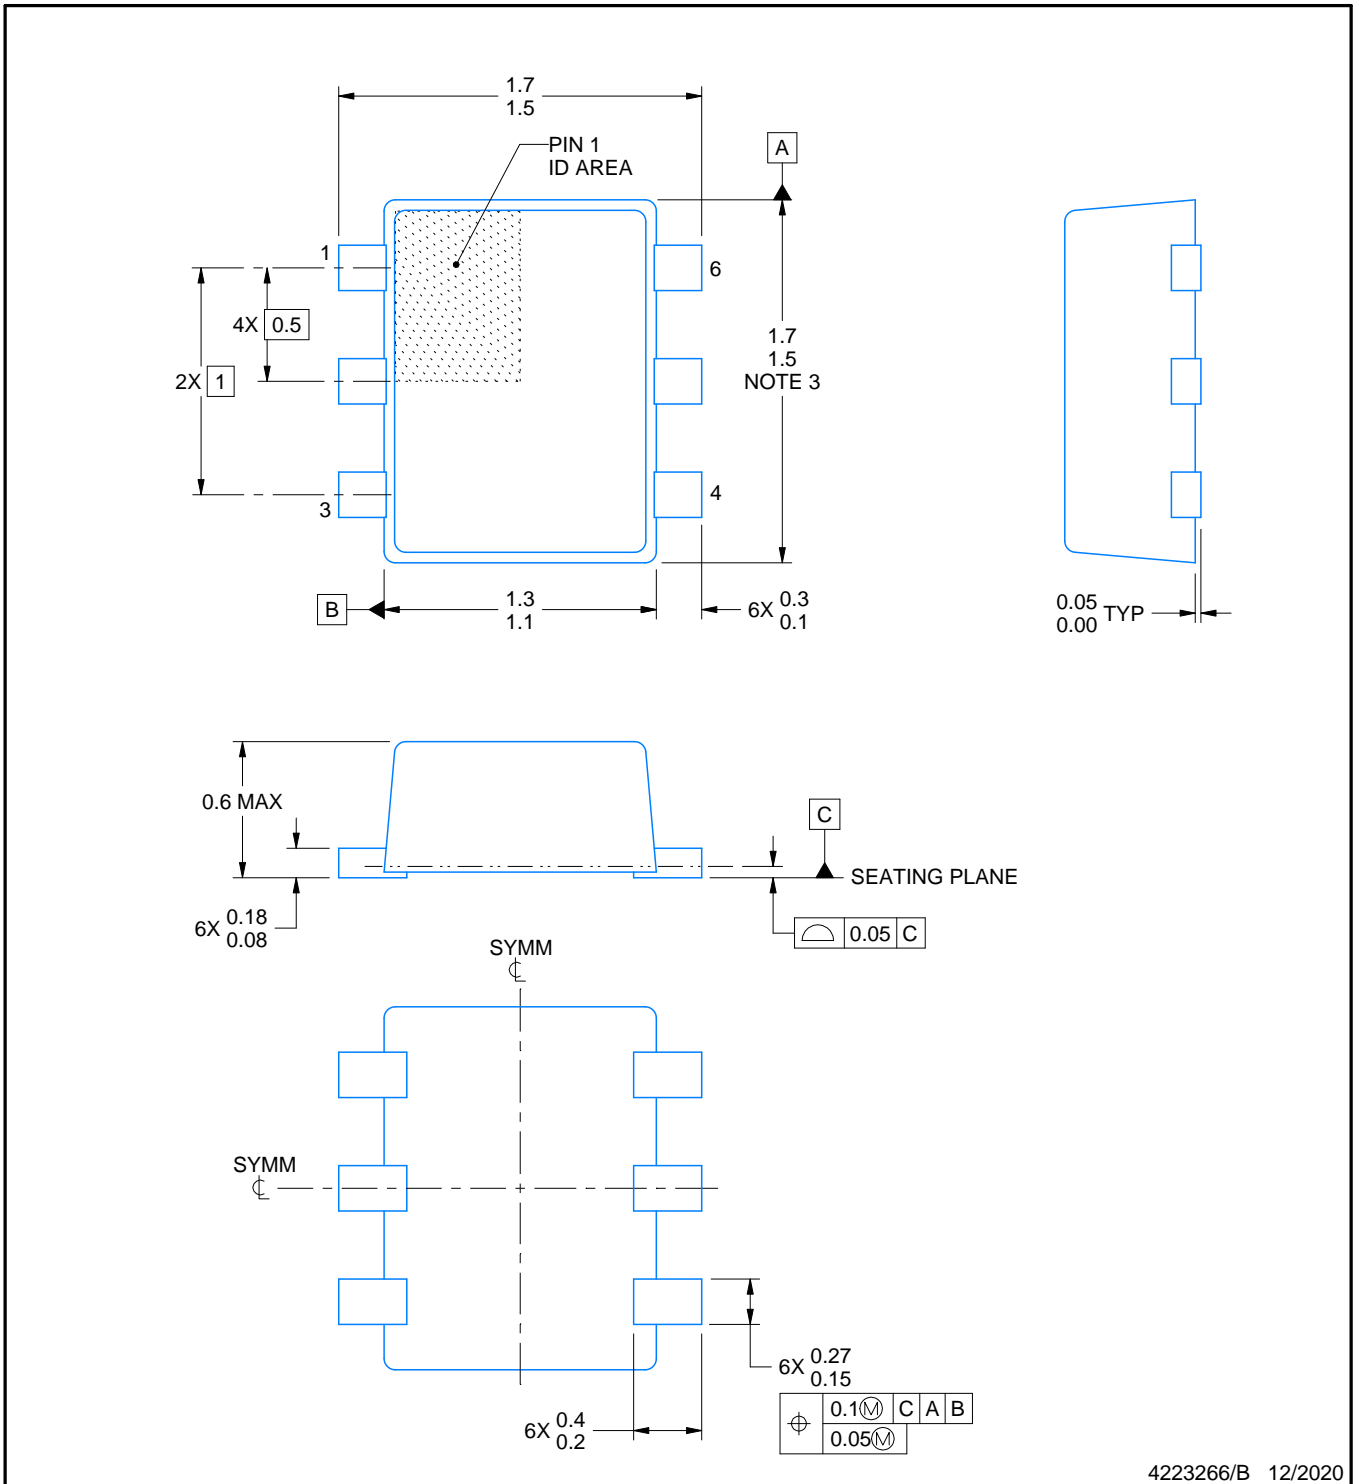 1.7
1.5
PIN 1
ID AREA
A
1
6
4X 0.5
1.7
1.5
NOTE 3
2X 1
3
4
B
1.3
1.1
6X 0.3
0.1
0.05
0.00 TYP
0.6 MAX
C
SEATING PLANE
6X 0.18
0.08
0.05 C
SYMM
SYMM
6X 0.27
0.15
0.1Ⓜ C A B
0.05Ⓜ
6X 0.4
0.2
4223266/B 12/2020